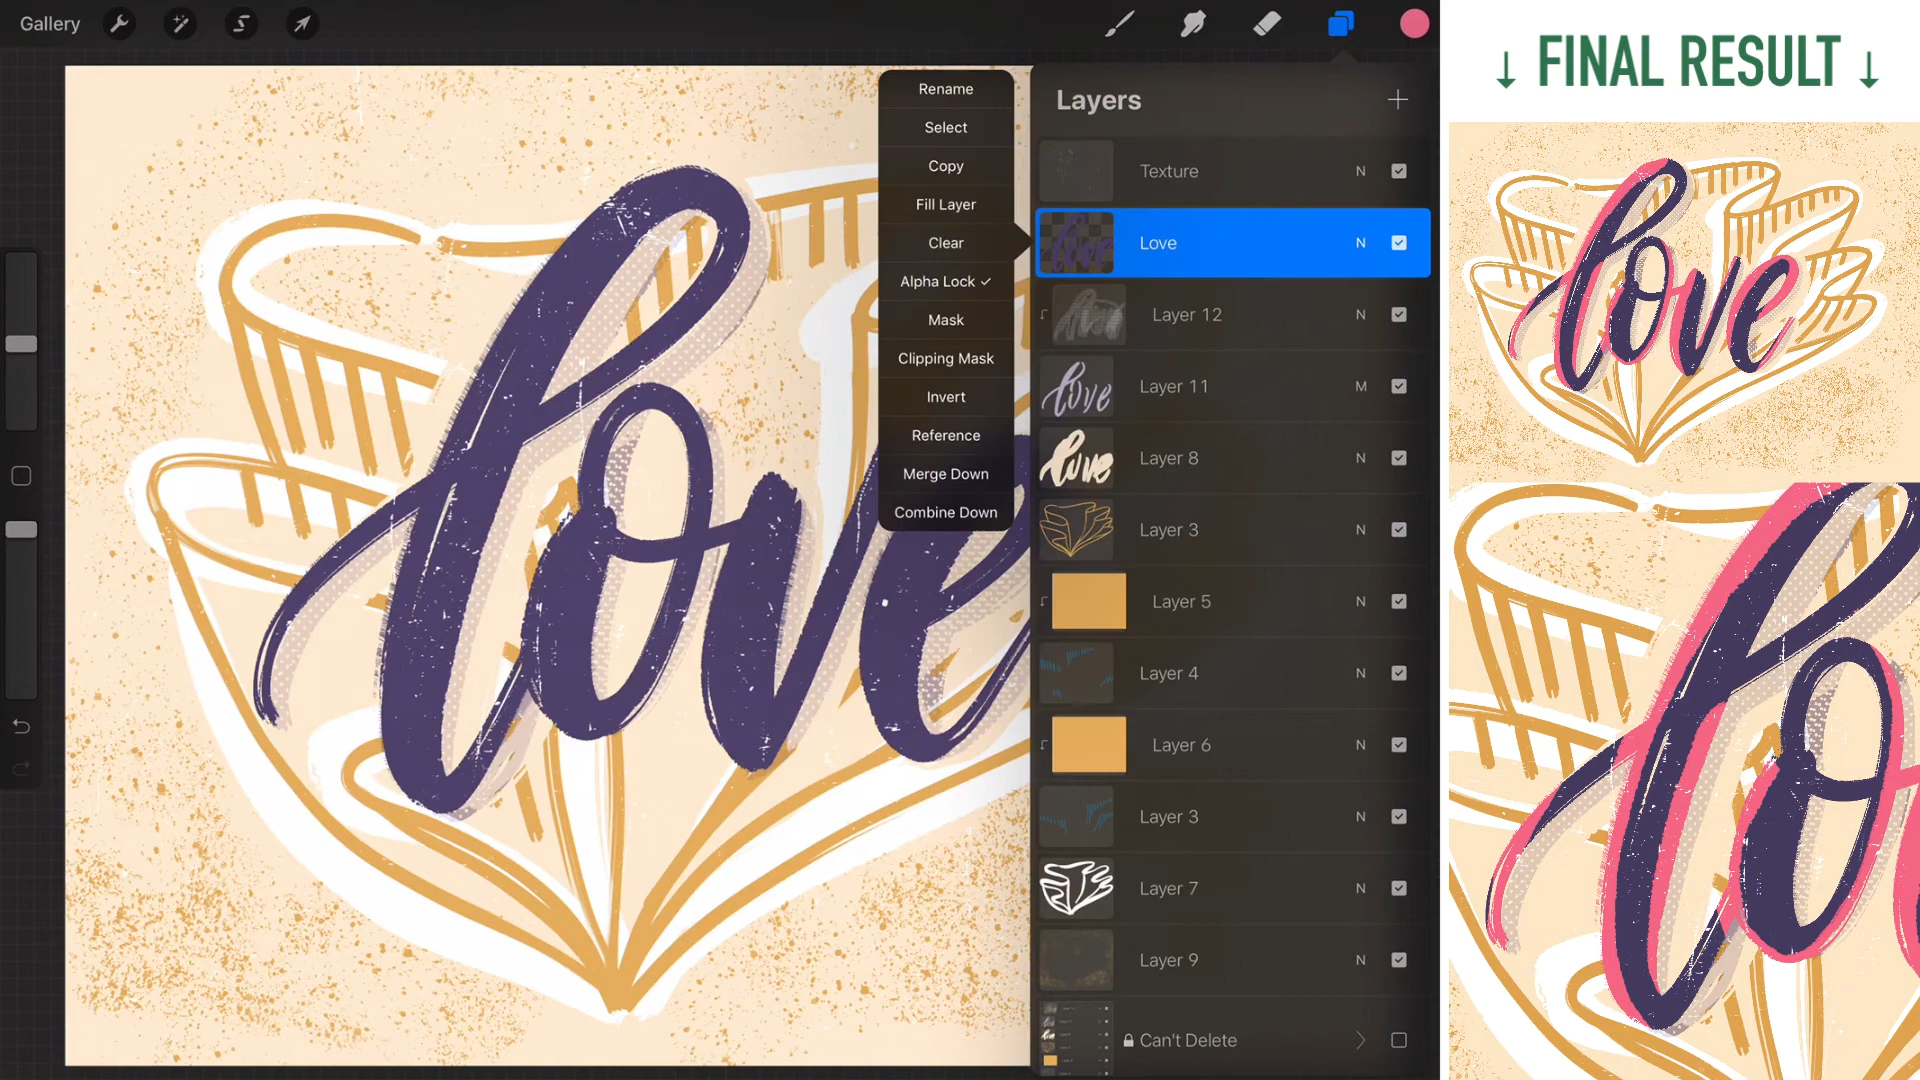 Gallery
↓ FINAL RESULT ↓
Rename
Select
Copy
Fill Layer
Clear
Alpha Lock ✓
Mask
Clipping Mask
Invert
Reference
Merge Down
Combine Down
Layers
Texture N
Love N
Layer 12 N
Layer 11 M
Layer 8 N
Layer 3 N
Layer 5 N
Layer 4 N
Layer 6 N
Layer 3 N
Layer 7 N
Layer 9 N
Can't Delete
love
love
lo